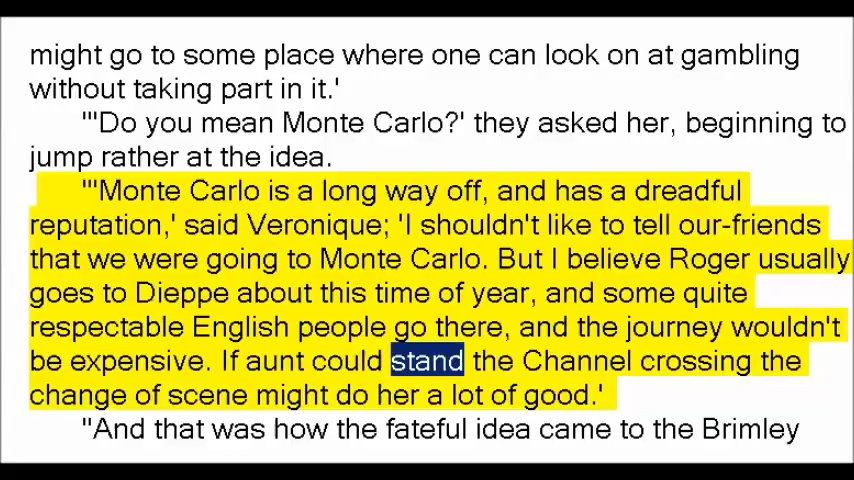 might go to some place where one can look on at gambling
without taking part in it.'
"'Do you mean Monte Carlo?' they asked her, beginning to
jump rather at the idea.
"'Monte Carlo is a long way off, and has a dreadful
reputation,' said Veronique; 'I shouldn't like to tell our-friends
that we were going to Monte Carlo. But I believe Roger usually
goes to Dieppe about this time of year, and some quite
respectable English people go there, and the journey wouldn't
be expensive. If aunt could stand the Channel crossing the
change of scene might do her a lot of good.'
"And that was how the fateful idea came to the Brimley